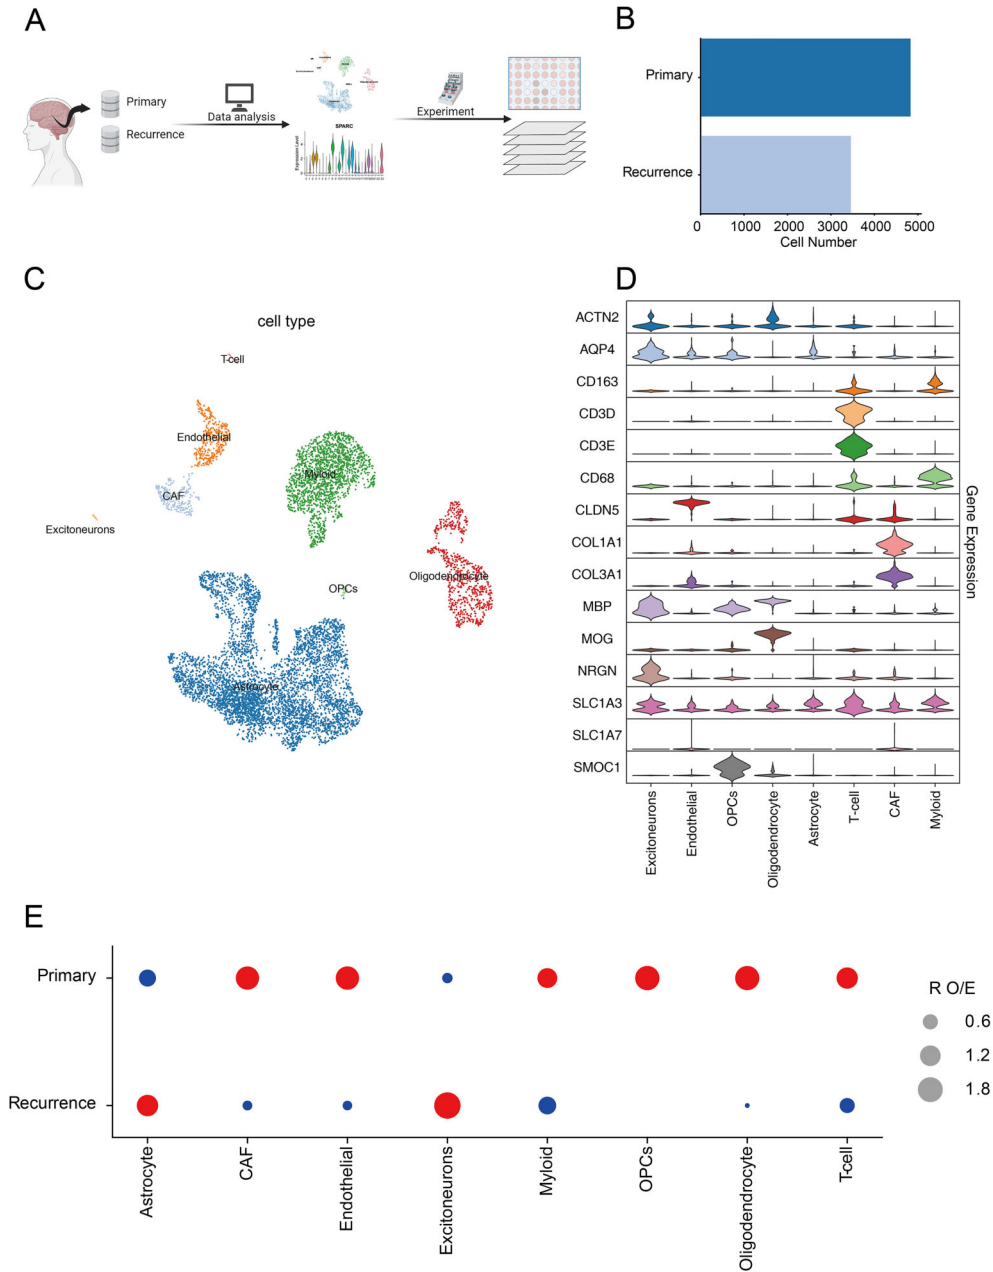 A
Primary
Recurrence
Data analysis
SPARC
Expression Level
Experiment
B
Primary
Recurrence
0 1000 2000 3000 4000 5000
Cell Number
C
cell type
T-cell
Endothelial
CAF
Myloid
Excitoneurons
OPCs
Oligodendrocyte
Astrocyte
D
ACTN2
AQP4
CD163
CD3D
CD3E
CD68
CLDN5
COL1A1
COL3A1
MBP
MOG
NRGN
SLC1A3
SLC1A7
SMOC1
Gene Expression
Excitoneurons
Endothelial
OPCs
Oligodendrocyte
Astrocyte
T-cell
CAF
Myloid
E
Primary
Recurrence
Astrocyte
CAF
Endothelial
Excitoneurons
Myloid
OPCs
Oligodendrocyte
T-cell
R O/E
0.6
1.2
1.8